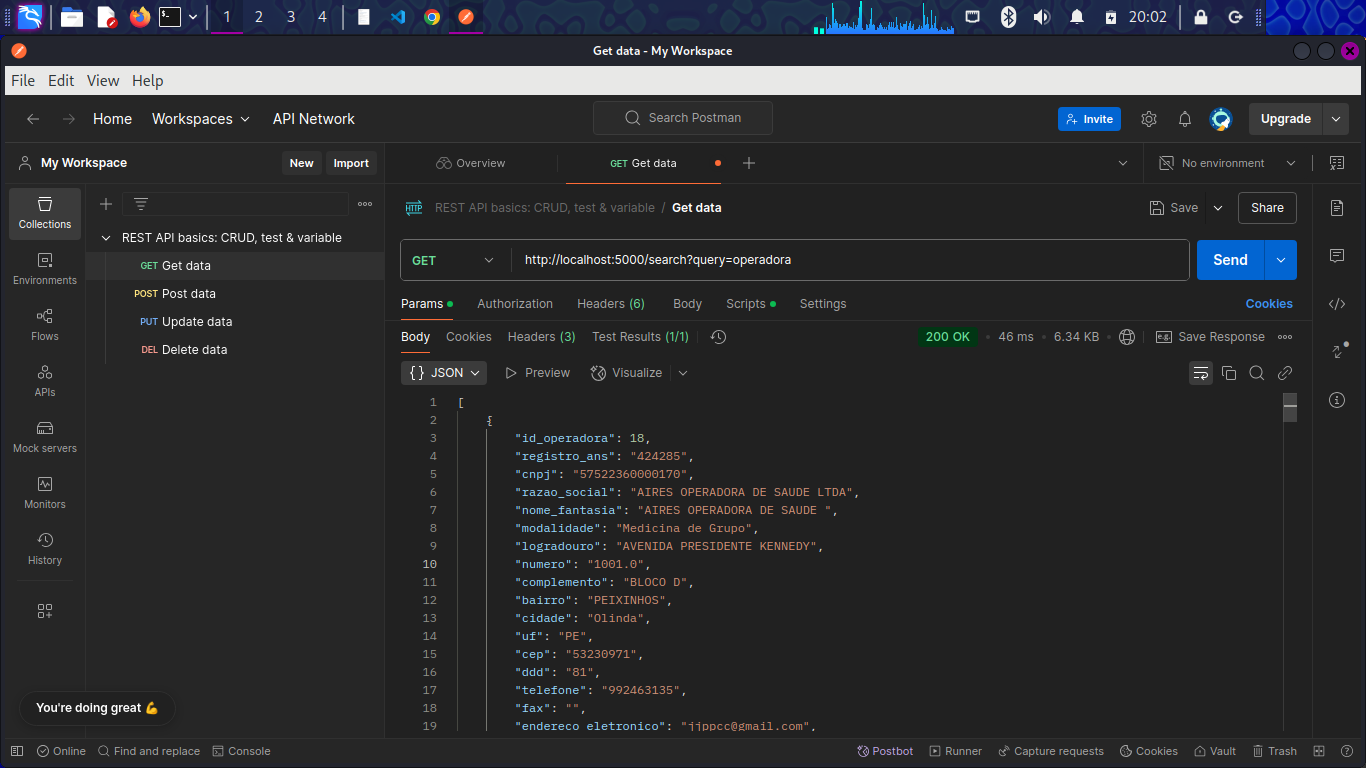 1 2 3 4 20:02
Get data - My Workspace
File Edit View Help
Home Workspaces API Network Search Postman Invite Upgrade
My Workspace New Import Overview GET Get data No environment
Collections
Environments
Flows
APIs
Mock servers
Monitors
History
REST API basics: CRUD, test & variable
GET Get data
POST Post data
PUT Update data
DEL Delete data
You're doing great 💪
HTTP REST API basics: CRUD, test & variable / Get data Save Share
GET http://localhost:5000/search?query=operadora Send
Params Authorization Headers (6) Body Scripts Settings Cookies
Body Cookies Headers (3) Test Results (1/1) 200 OK 46 ms 6.34 KB e.g. Save Response
{} JSON Preview Visualize
1 [
2 {
3 "id_operadora": 18,
4 "registro_ans": "424285",
5 "cnpj": "57522360000170",
6 "razao_social": "AIRES OPERADORA DE SAUDE LTDA",
7 "nome_fantasia": "AIRES OPERADORA DE SAUDE ",
8 "modalidade": "Medicina de Grupo",
9 "logradouro": "AVENIDA PRESIDENTE KENNEDY",
10 "numero": "1001.0",
11 "complemento": "BLOCO D",
12 "bairro": "PEIXINHOS",
13 "cidade": "Olinda",
14 "uf": "PE",
15 "cep": "53230971",
16 "ddd": "81",
17 "telefone": "992463135",
18 "fax": "",
19 "endereco_eletronico": "jjppcc@gmail.com",
Online Find and replace Console Postbot Runner Capture requests Cookies Vault Trash